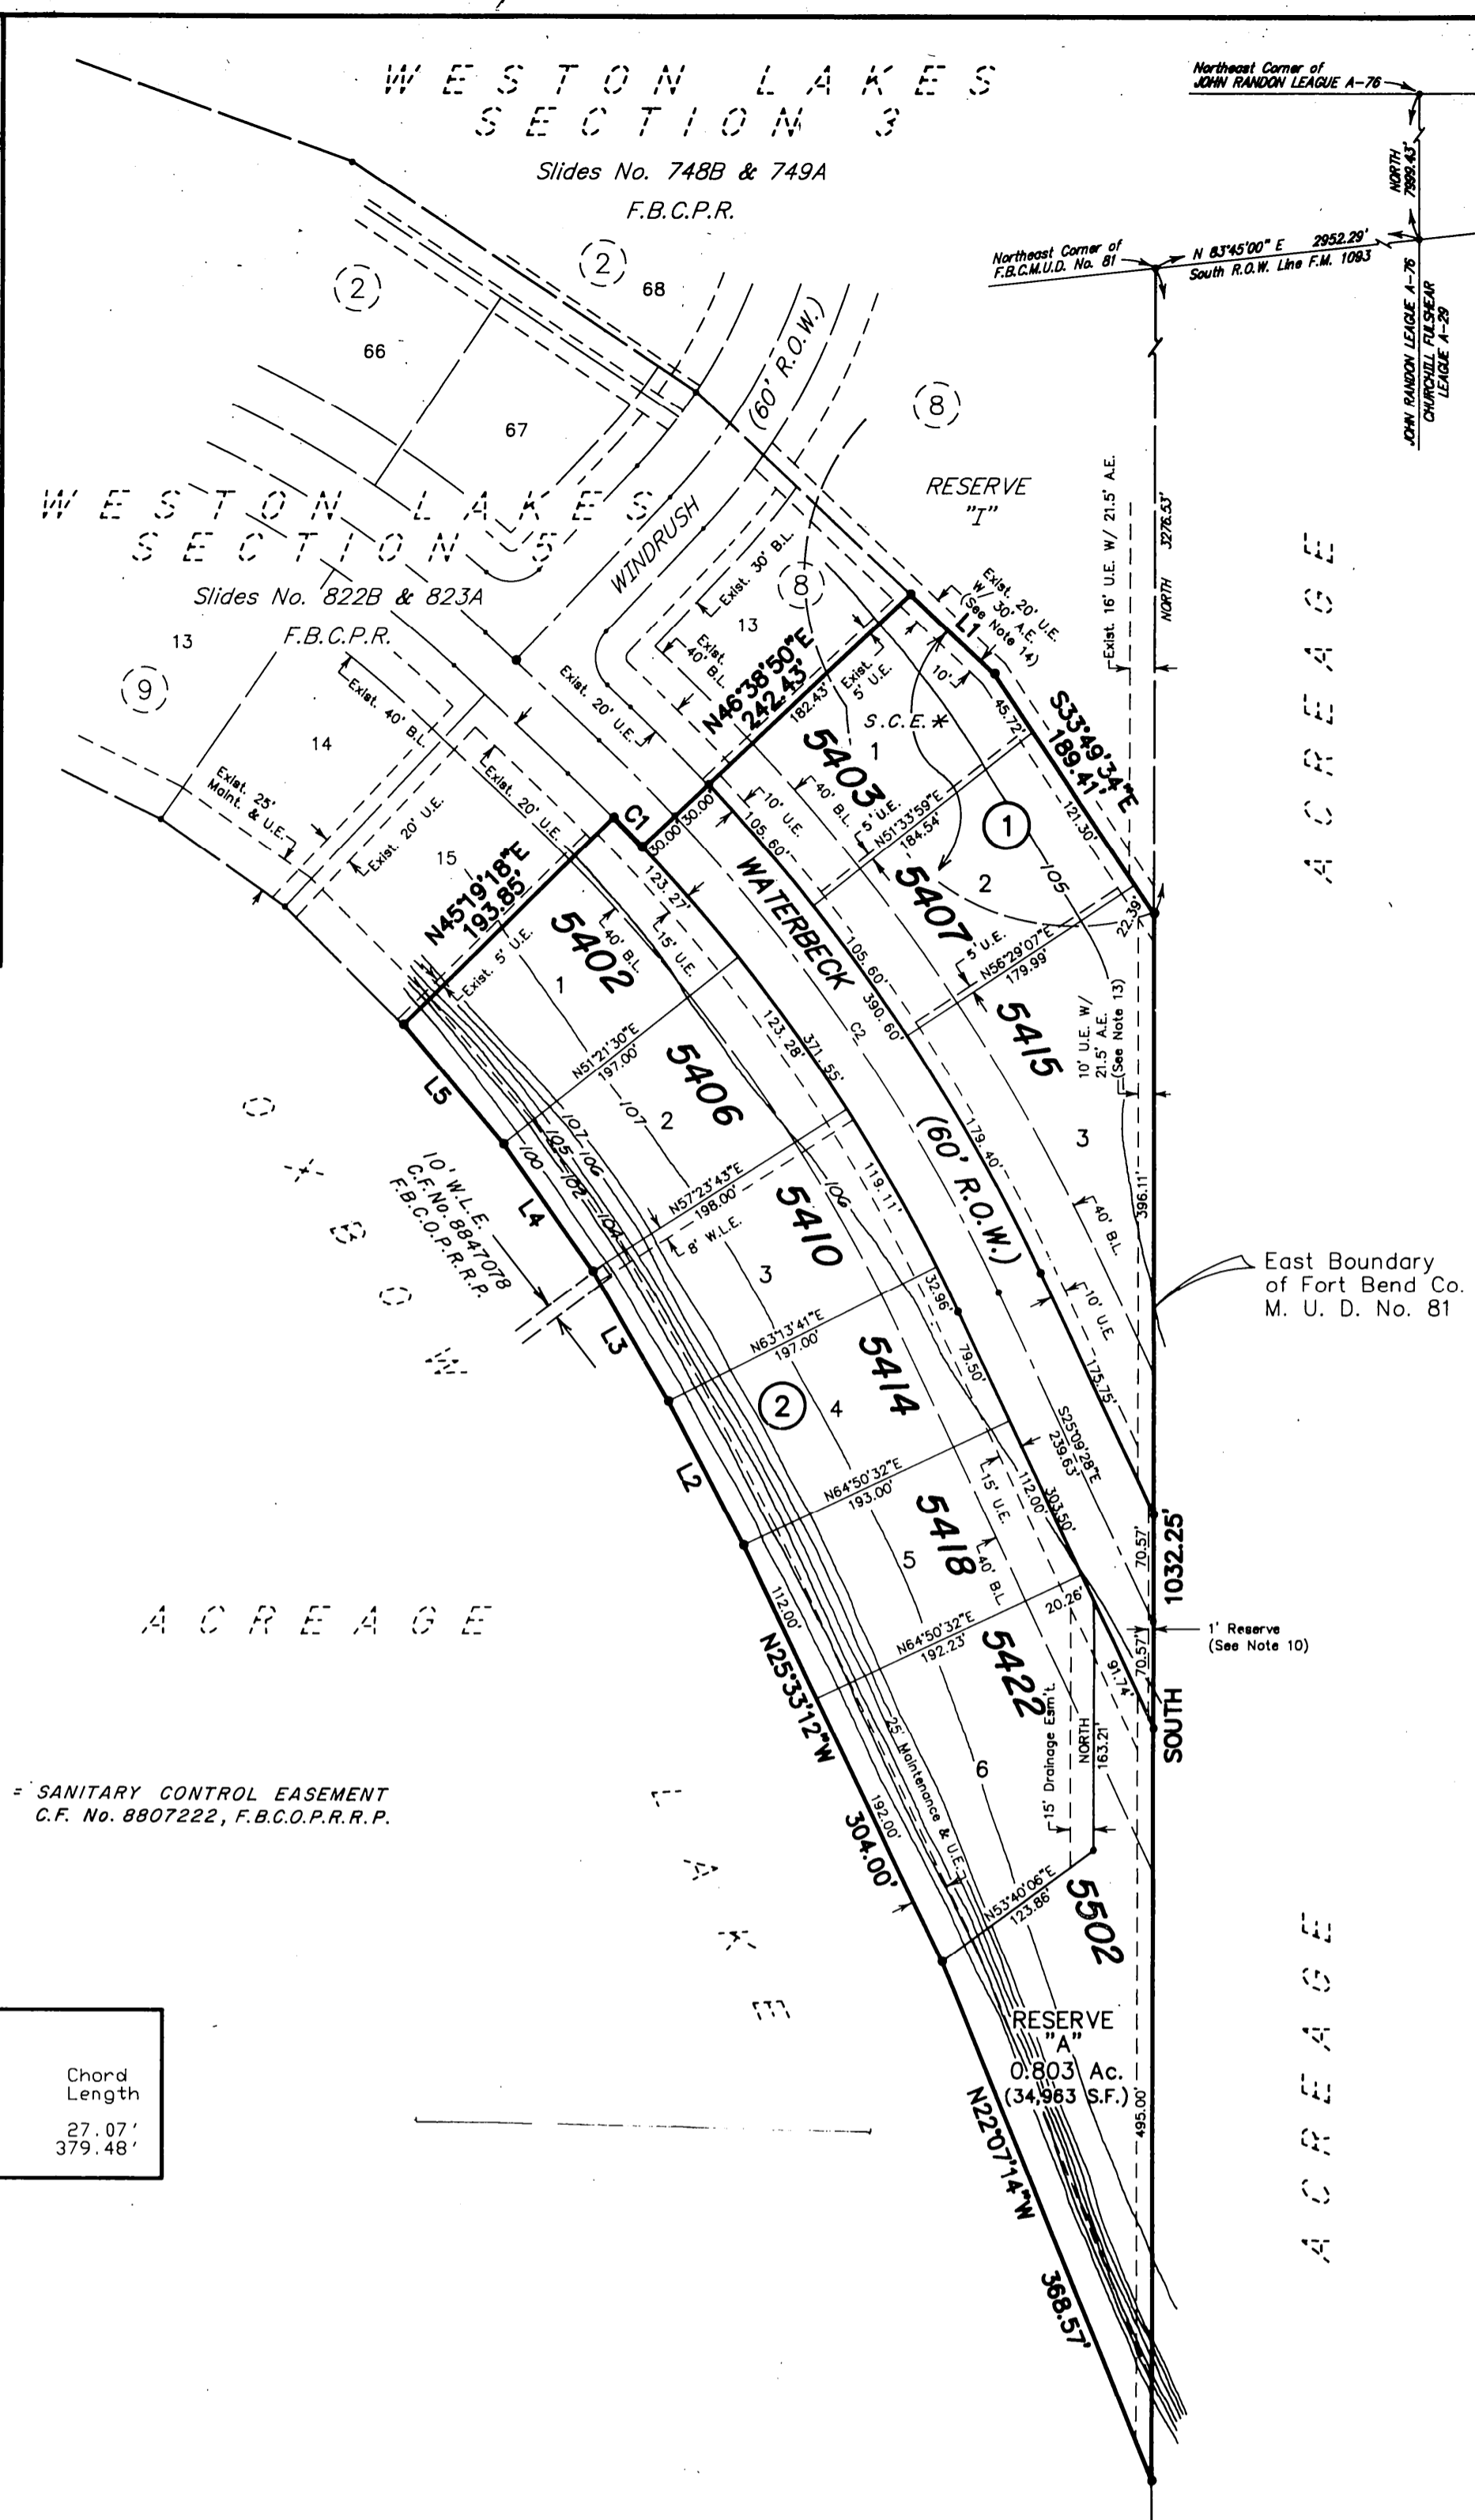 WESTON LAKES
SECTION 3
Slides No. 748B & 749A
F.B.C.P.R.
Northeast Corner of
JOHN RANDON LEAGUE A-76
NORTH
7999.43'
Northeast Corner of
F.B.C.M.U.D. No. 81
N 83°45'00" E 2952.29'
South R.O.W. Line F.M. 1093
JOHN RANDON LEAGUE A-76
CHURCHILL FULSHEAR
LEAGUE A-29
2
2
68
66
67
(60' R.O.W.)
8
RESERVE
"I"
WESTON LAKES
SECTION 5
Slides No. 822B & 823A
F.B.C.P.R.
WINDRUSH
Exist. 30' B.L.
8
13
Exist.
40' B.L.
Exist. 20' U.E.
W/ 30' A.E.
(See Note 14)
L1
Exist. 16' U.E. W/ 21.5' A.E.
NORTH 3276.53'
ACREAGE
13
9
Exist. 40' B.L.
14
Exist. 20' U.E.
N46°38'50"E
242.43'
182.43'
Exist.
5' U.E.
10'
S.C.E.*
1
45.72'
S33°49'34"E
189.41'
121.30'
Exist. 25'
Maint. & U.E.
Exist. 20' U.E.
Exist. 20' U.E.
15
C1
30.00'
30.00'
5403
10' U.E.
40' B.L.
5' U.E.
N51°33'59"E
184.54'
1
105
2
105.60'
123.27'
WATERBECK
5407
N45°19'18"E
193.85'
Exist. 5' U.E.
5402
40' B.L.
15' U.E.
1
105.60'
390.60'
C2
5' U.E.
N56°29'07"E
179.99'
22.39'
5415
10' U.E. W/
21.5' A.E.
(See Note 13)
3
L5
N51°21'30"E
197.00'
5406
2
123.28'
371.55'
179.40'
(60' R.O.W.)
396.11'
40' B.L.
100
105
102
104
107
106
107
10' W.L.E.
C.F. No. 8847078
F.B.C.O.P.R.R.P.
L4
N57°23'43"E
198.00'
8' W.L.E.
5410
106
3
119.11'
East Boundary
of Fort Bend Co.
M. U. D. No. 81
OXBOW
L3
N63°13'41"E
197.00'
32.96'
79.50'
10' U.E.
175.75'
5414
2
4
S25°09'28"E
239.63'
L2
N64°50'32"E
193.00'
5418
15' U.E.
40' B.L.
5
112.00'
303.50'
70.57'
1032.25'
SOUTH
ACREAGE
112.00'
N64°50'32"E
192.23'
20.26'
5422
70.57'
1' Reserve
(See Note 10)
91.74'
N25°33'12"W
304.00'
192.00'
25' Maintenance & U.E.
6
15' Drainage Esm't.
NORTH
163.21'
= SANITARY CONTROL EASEMENT
C.F. No. 8807222, F.B.C.O.P.R.R.P.
LAKE
N53°40'06"E
123.86'
5502
RESERVE
"A"
0.803 Ac.
(34,963 S.F.)
495.00'
ACREAGE
Chord
Length
27.07'
379.48'
N22°07'14"W
368.57'